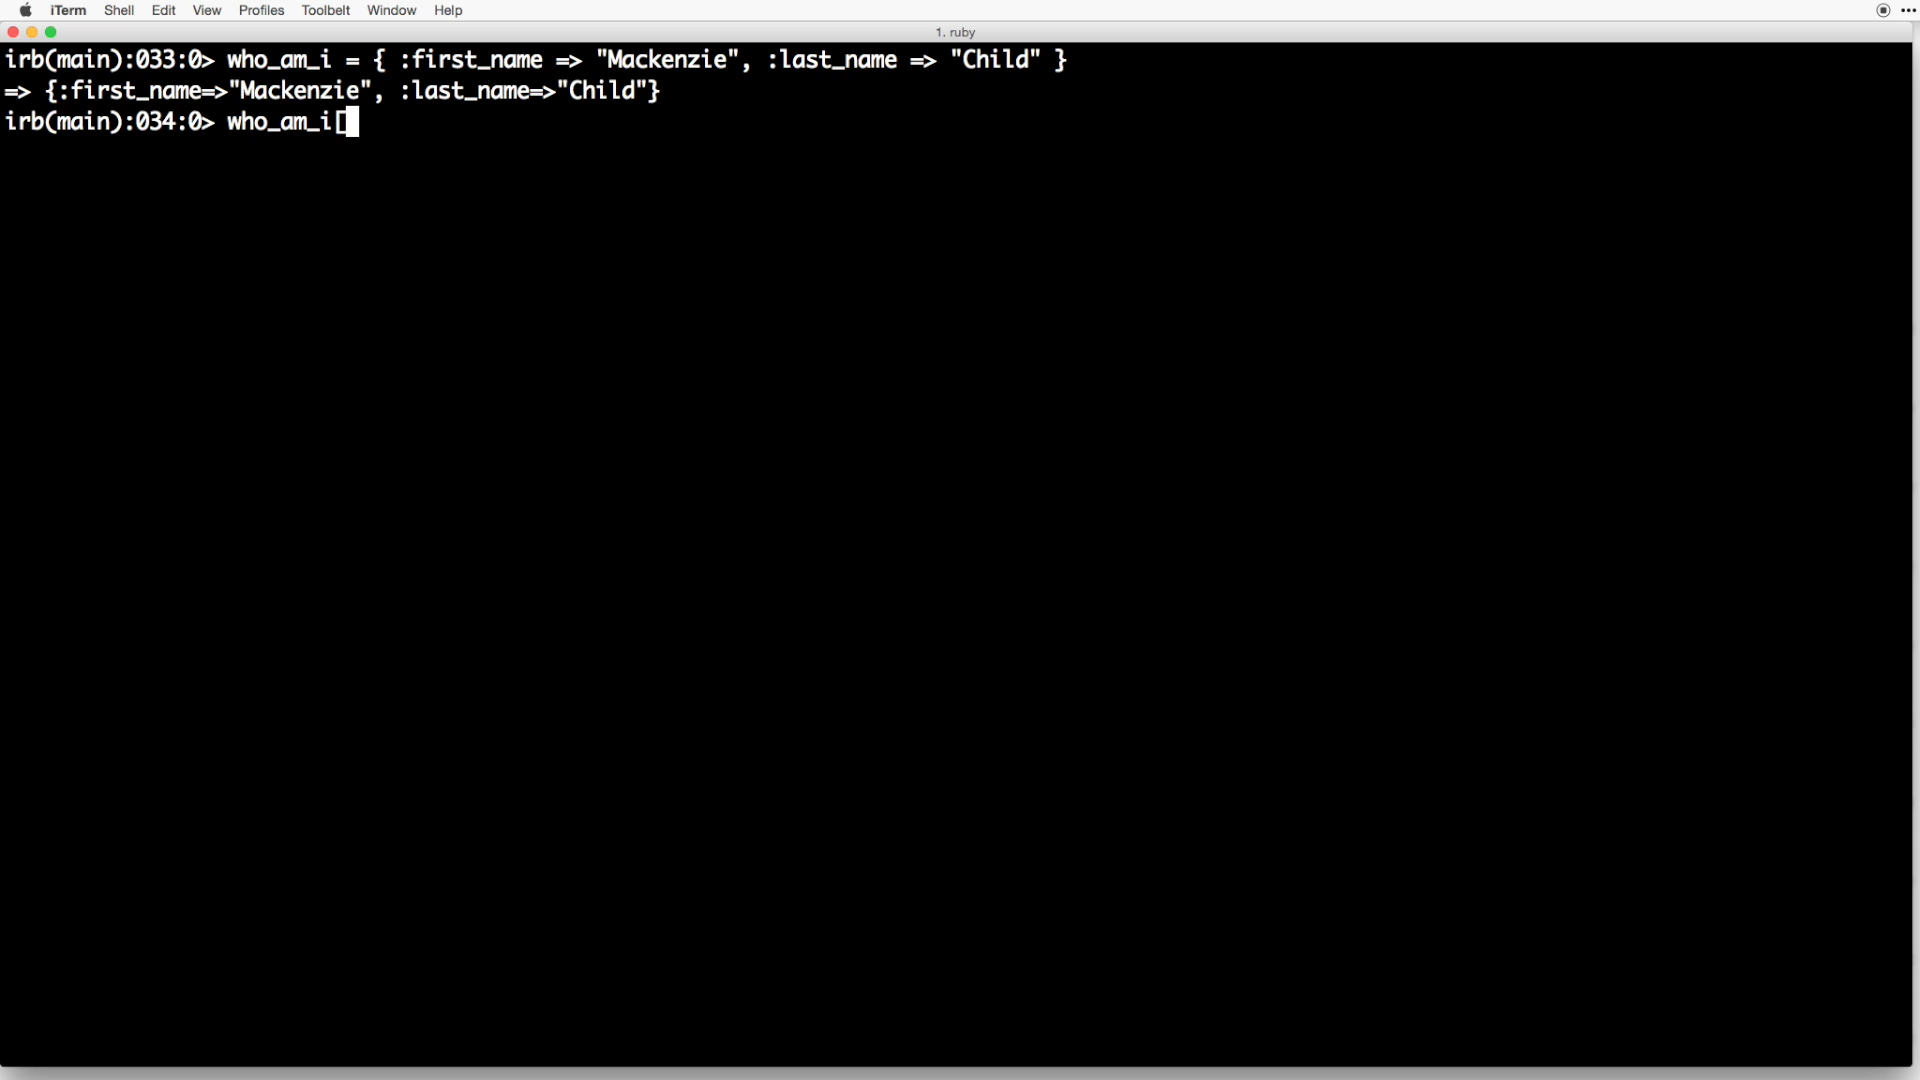 iTerm Shell Edit View Profiles Toolbelt Window Help
1. ruby
irb(main):033:0> who_am_i = { :first_name => "Mackenzie", :last_name => "Child" }
=> {:first_name=>"Mackenzie", :last_name=>"Child"}
irb(main):034:0> who_am_i[